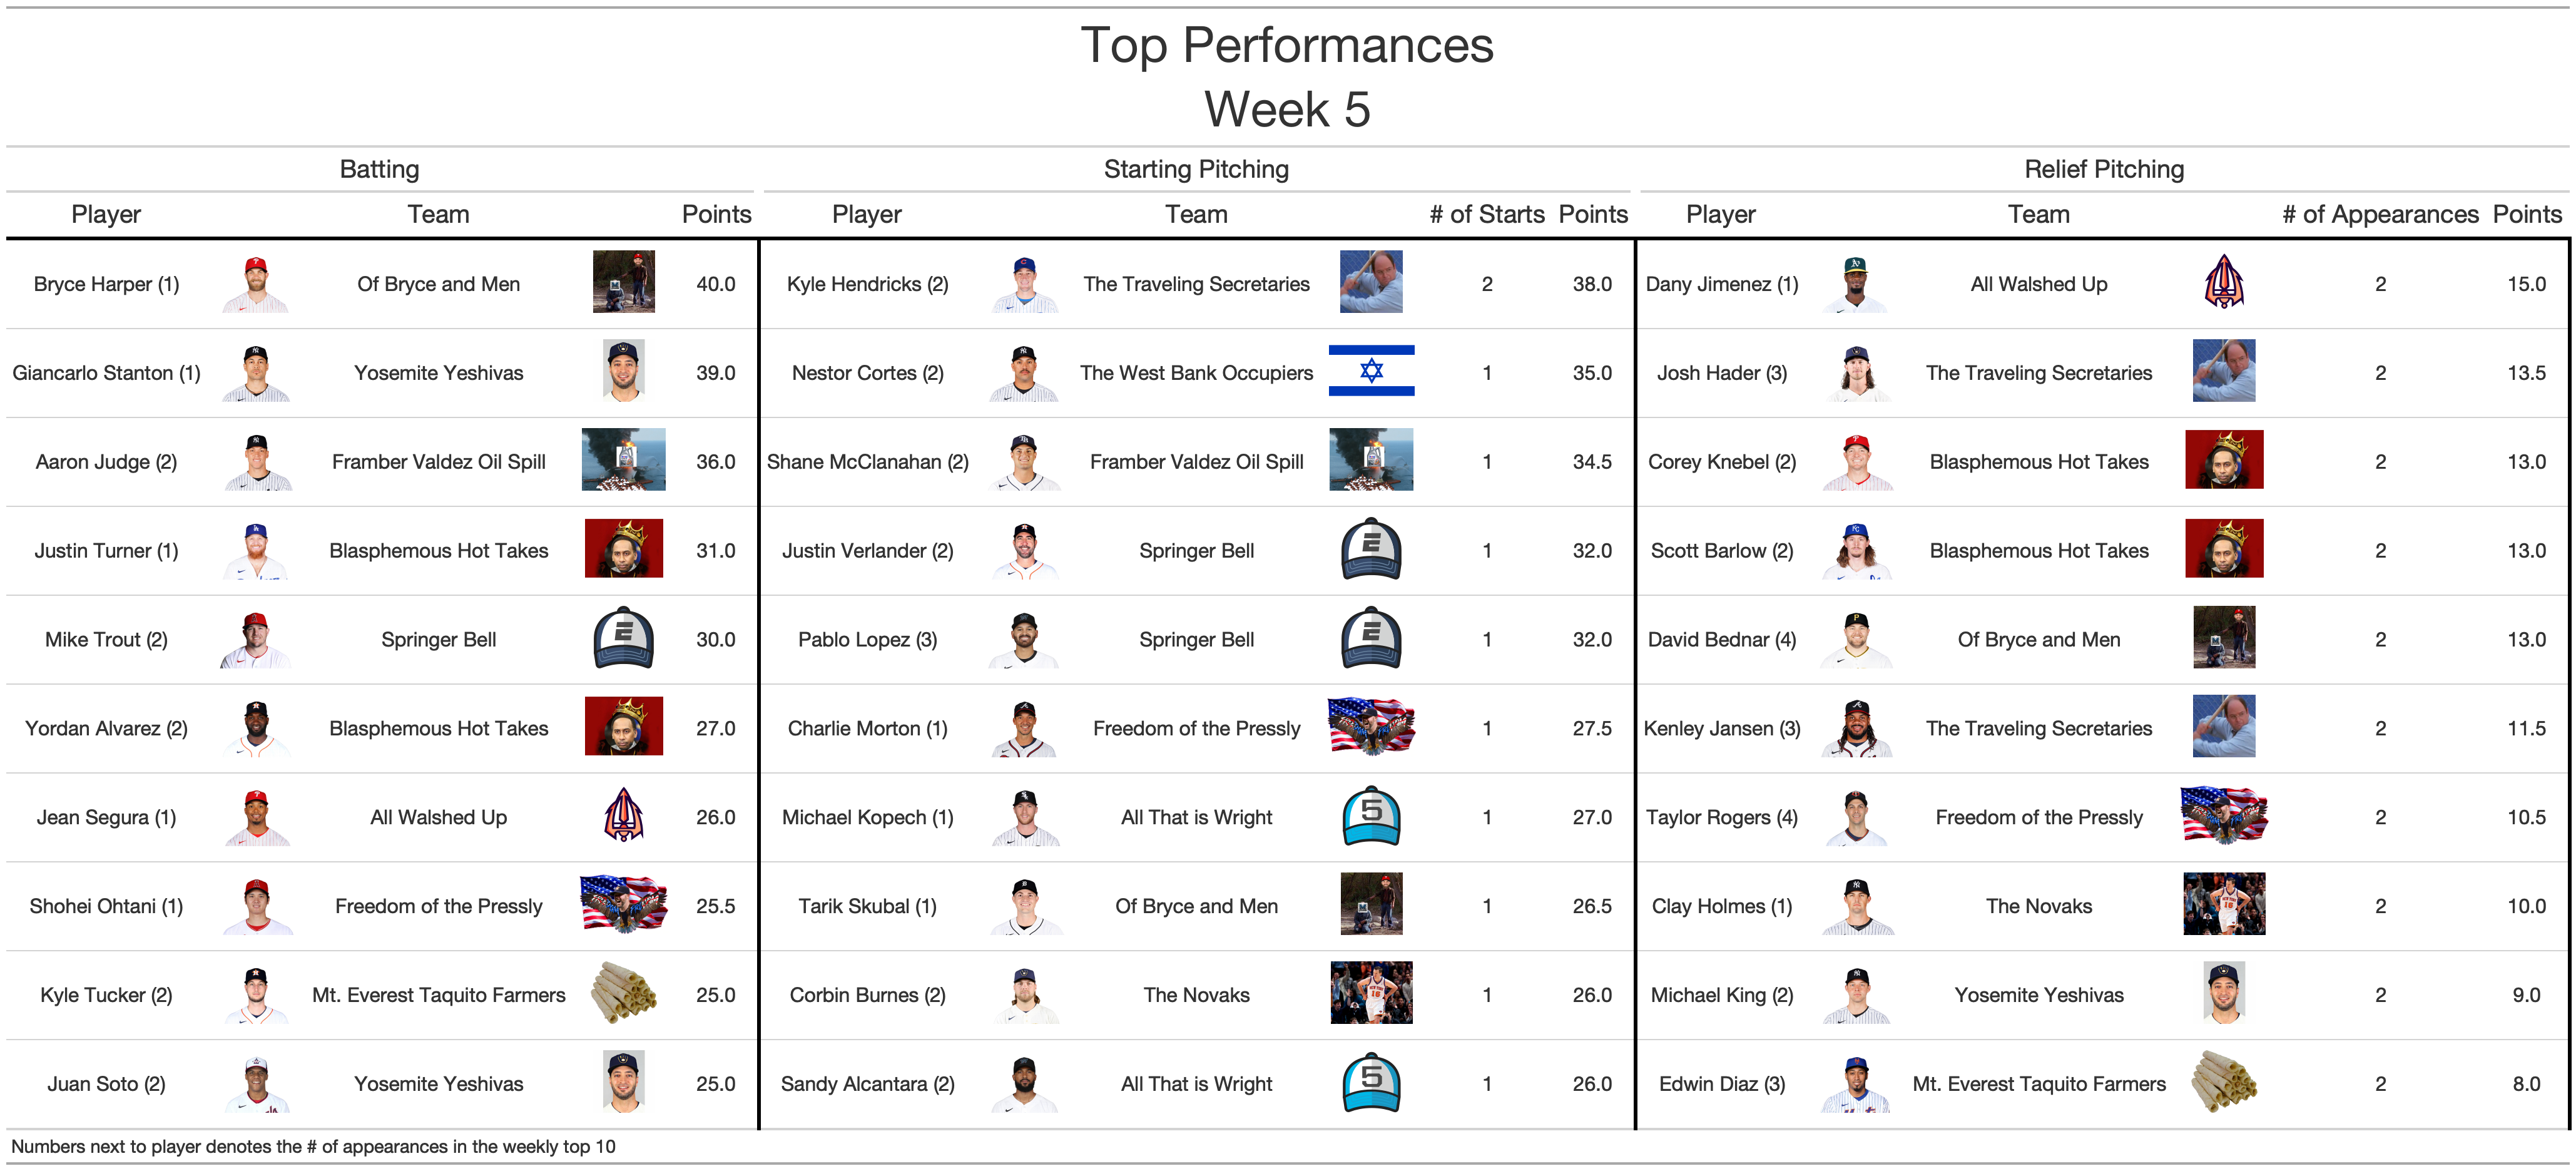 Top Performances
Week 5
Batting Starting Pitching Relief Pitching
Player Team Points Player Team # of Starts Points Player Team # of Appearances Points
Bryce Harper (1) Of Bryce and Men 40.0 Kyle Hendricks (2) The Traveling Secretaries 2 38.0 Dany Jimenez (1) All Walshed Up 2 15.0
Giancarlo Stanton (1) Yosemite Yeshivas 39.0 Nestor Cortes (2) The West Bank Occupiers 1 35.0 Josh Hader (3) The Traveling Secretaries 2 13.5
Aaron Judge (2) Framber Valdez Oil Spill 36.0 Shane McClanahan (2) Framber Valdez Oil Spill 1 34.5 Corey Knebel (2) Blasphemous Hot Takes 2 13.0
Justin Turner (1) Blasphemous Hot Takes 31.0 Justin Verlander (2) Springer Bell E 1 32.0 Scott Barlow (2) Blasphemous Hot Takes 2 13.0
Mike Trout (2) Springer Bell E 30.0 Pablo Lopez (3) Springer Bell E 1 32.0 David Bednar (4) Of Bryce and Men 2 13.0
Yordan Alvarez (2) Blasphemous Hot Takes 27.0 Charlie Morton (1) Freedom of the Pressly 1 27.5 Kenley Jansen (3) The Traveling Secretaries 2 11.5
Jean Segura (1) All Walshed Up 26.0 Michael Kopech (1) All That is Wright 5 1 27.0 Taylor Rogers (4) Freedom of the Pressly 2 10.5
Shohei Ohtani (1) Freedom of the Pressly 25.5 Tarik Skubal (1) Of Bryce and Men 1 26.5 Clay Holmes (1) The Novaks 2 10.0
Kyle Tucker (2) Mt. Everest Taquito Farmers 25.0 Corbin Burnes (2) The Novaks 1 26.0 Michael King (2) Yosemite Yeshivas 2 9.0
Juan Soto (2) Yosemite Yeshivas 25.0 Sandy Alcantara (2) All That is Wright 5 1 26.0 Edwin Diaz (3) Mt. Everest Taquito Farmers 2 8.0
Numbers next to player denotes the # of appearances in the weekly top 10